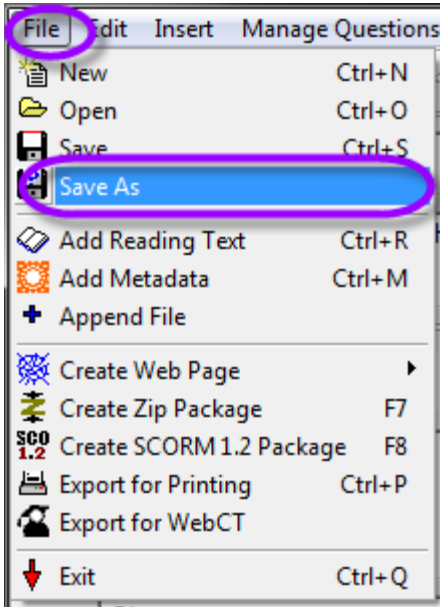 File Edit Insert Manage Questions
New Ctrl+N
Open Ctrl+O
Save Ctrl+S
Save As
Add Reading Text Ctrl+R
Add Metadata Ctrl+M
Append File
Create Web Page
Create Zip Package F7
SCO 1.2 Create SCORM 1.2 Package F8
Export for Printing Ctrl+P
Export for WebCT
Exit Ctrl+Q